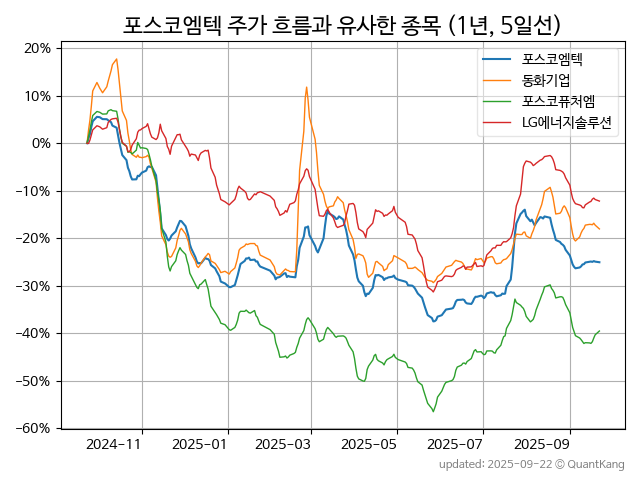 포스코엠텍 주가 흐름과 유사한 종목 (1년, 5일선)
20%
10%
0%
−10%
−20%
−30%
−40%
−50%
−60%
포스코엠텍
동화기업
포스코퓨처엠
LG에너지솔루션
2024-11
2025-01
2025-03
2025-05
2025-07
2025-09
updated: 2025-09-22 © QuantKang